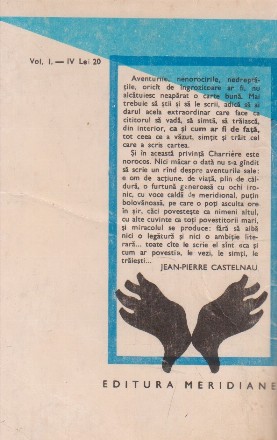 Vol. I. — IV Lei 20
Aventurile, nenorocirile, nedreptă-
țile, oricît de îngrozitoare ar fi, nu
alcătuiesc neapărat o carte bună. Mai
trebuie să știi și să le scrii, adică să ai
darul acela extraordinar care face ca
cititorul să vadă, să simtă, să trăiască,
din interior, ca și cum ar fi de față,
tot ceea ce a văzut, simțit și trăit cel
care a scris cartea.
Și în această privință Charrière este
norocos. Nici măcar o dată nu s-a gîndit
să scrie un rînd despre aventurile sale:
e om de acțiune, de viață, plin de căl-
dură, o furtună generoasă cu ochi iro-
nic, cu voce caldă de meridional, puțin
bolovănoasă, pe care o poți asculta ore
în șir, căci povestește ca nimeni altul,
cu alte cuvinte ca toți povestitorii mari,
și miracolul se produce: fără să aibă
nici o legătură și nici o ambiție lite-
rară... toate cîte le scrie el sînt ca și
cum ar povesti, le vezi, le simți, le
trăiești...
JEAN-PIERRE CASTELNAU
EDITURA MERIDIANE